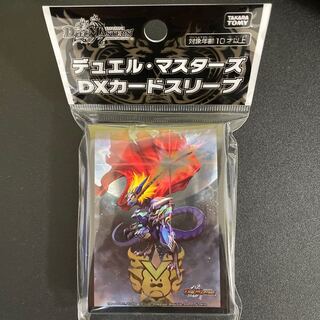 DUEL MASTERS
TAKARA TOMY
対象年齢10才以上
デュエル・マスターズ
DXカードスリーブ